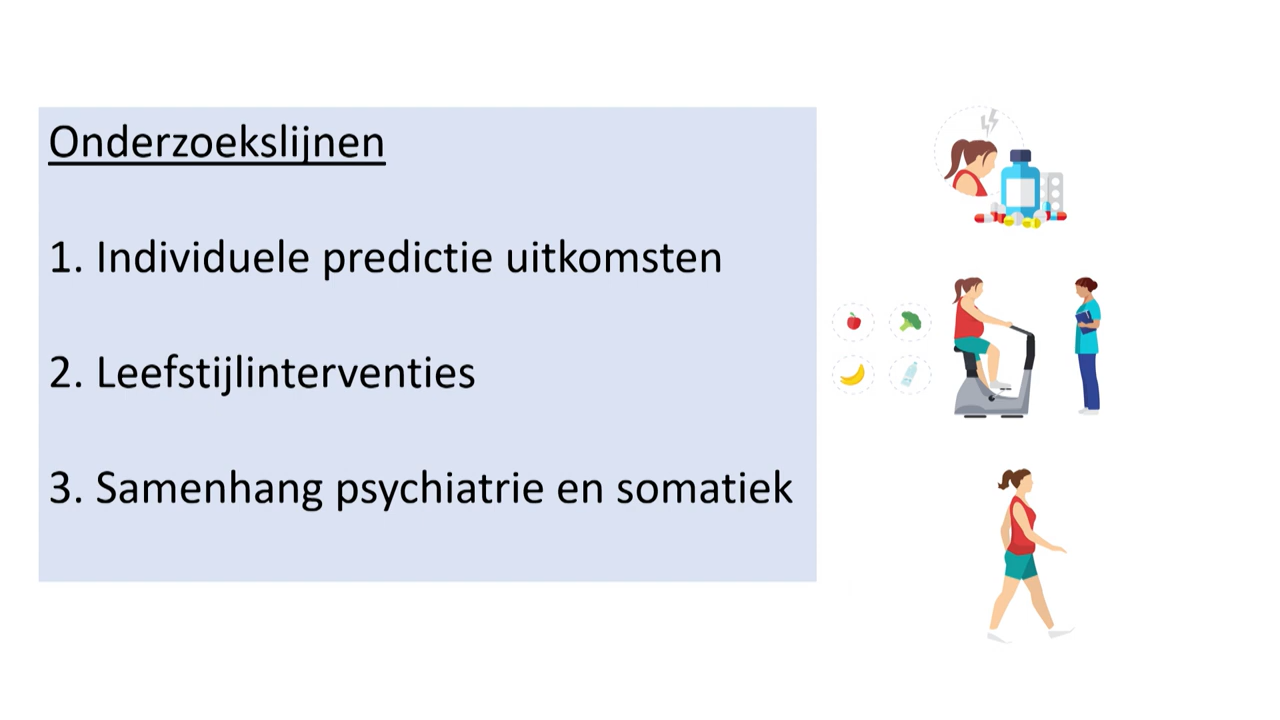 Onderzoekslijnen
1. Individuele predictie uitkomsten
2. Leefstijlinterventies
3. Samenhang psychiatrie en somatiek